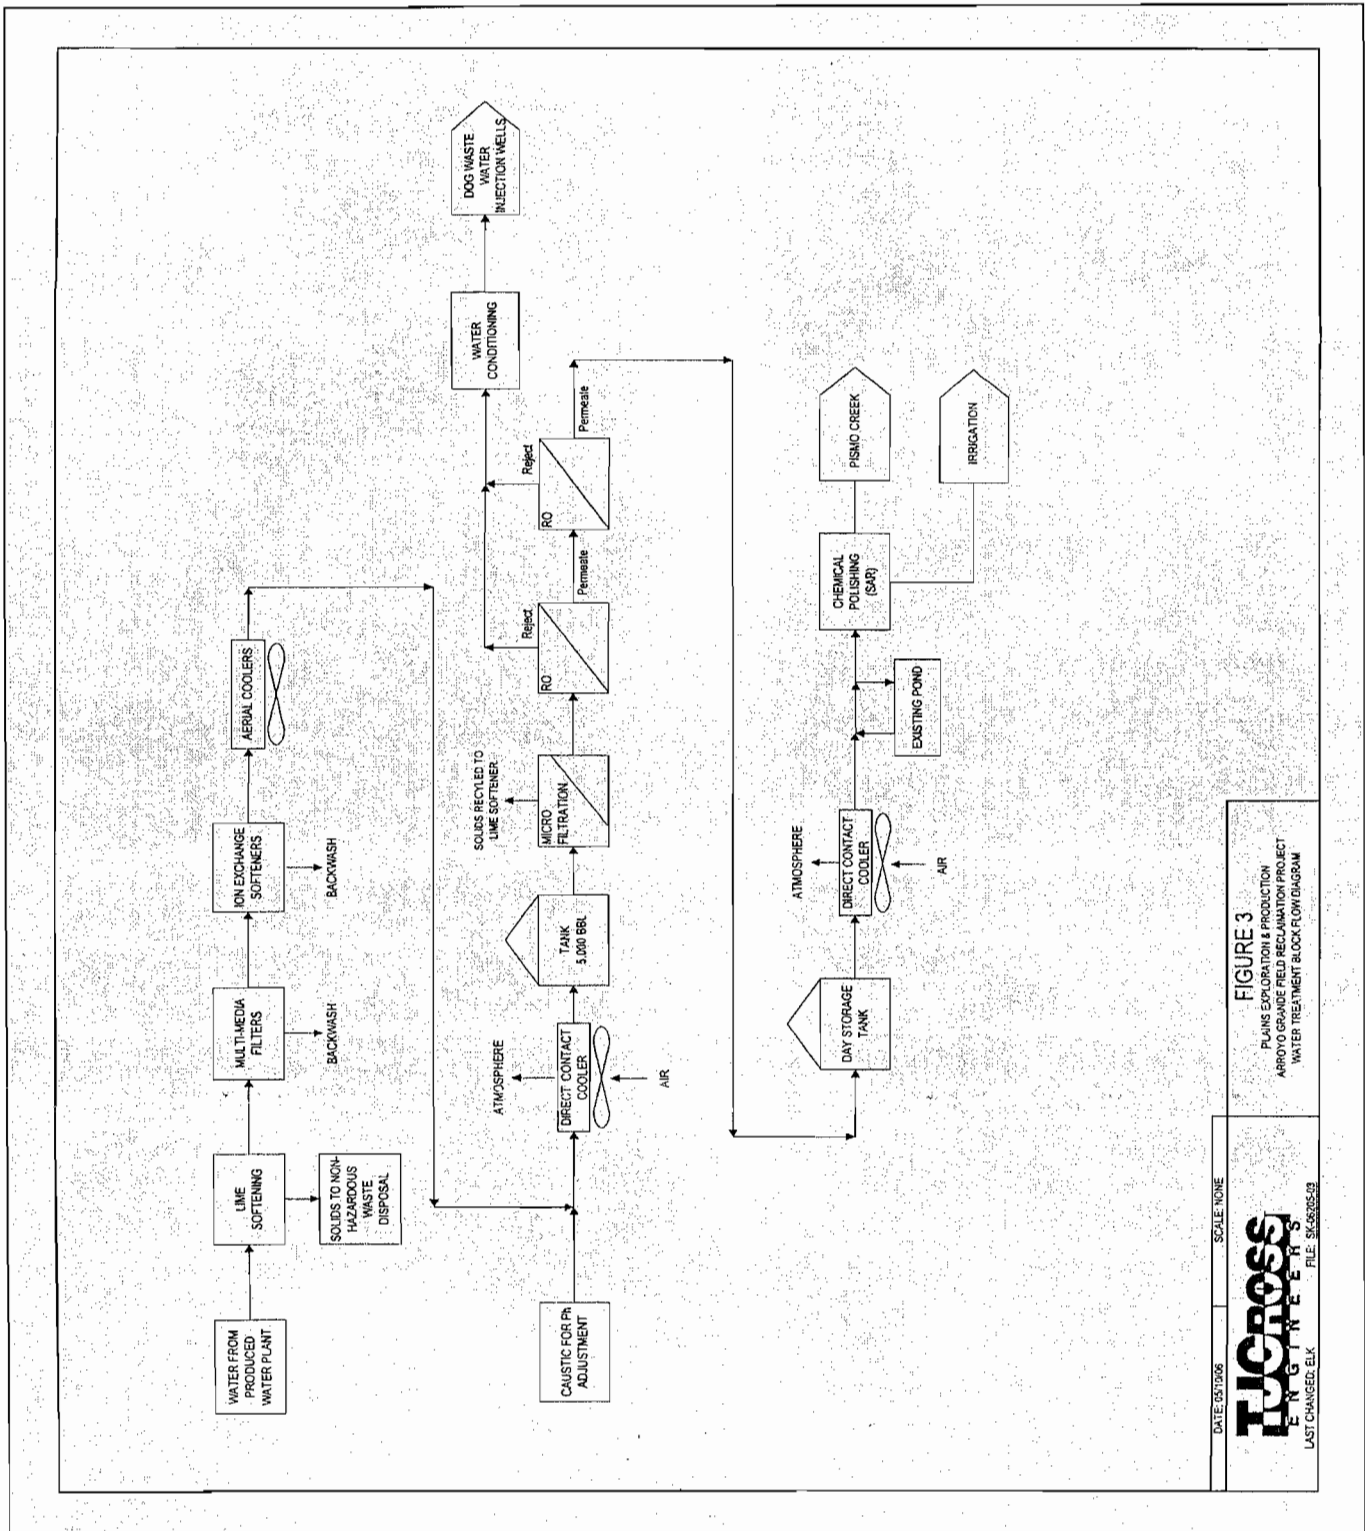 WATER FROM
PRODUCED
WATER PLANT
LIME
SOFTENING
SOLIDS TO NON-
HAZARDOUS
WASTE
DISPOSAL
MULTI-MEDIA
FILTERS
BACKWASH
ION EXCHANGE
SOFTENERS
BACKWASH
AERIAL COOLERS
CAUSTIC FOR Ph
ADJUSTMENT
ATMOSPHERE
DIRECT CONTACT
COOLER
AIR
TANK
5,000 BBL
SOLIDS RECYLED TO
LIME SOFTENER
MICRO
FILTRATION
RO
Reject
Permeate
RO
Reject
Permeate
WATER
CONDITIONING
DOG WASTE
WATER
INJECTION WELLS
DAY STORAGE
TANK
ATMOSPHERE
DIRECT CONTACT
COOLER
AIR
EXISTING POND
CHEMICAL
POLISHING
(SAR)
PISMO CREEK
IRRIGATION
DATE: 05/10/06
SCALE: NONE
TJCROSS
ENGINEERS
LAST CHANGED: ELK
FILE: SK-06205-03
FIGURE 3
PLAINS EXPLORATION & PRODUCTION
ARROYO GRANDE FIELD RECLAIMATION PROJECT
WATER TREATMENT BLOCK FLOW DIAGRAM